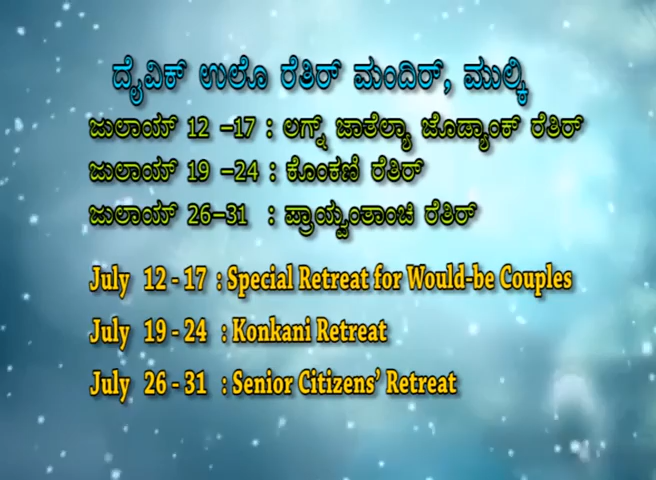 ದೈವಿಕ್ ಉಲೊ ರೆತಿರ್ ಮಂದಿರ್, ಮುಲ್ಕಿ
ಜುಲಾಯ್ 12 –17 : ಲಗ್ನ್ ಜಾತೆಲ್ಯಾ ಜೊಡ್ಯಾಂಕ್ ರೆತಿರ್
ಜುಲಾಯ್ 19 –24 : ಕೊಂಕಣಿ ರೆತಿರ್
ಜುಲಾಯ್ 26–31 : ಪ್ರಾಯ್ವಂತಾಂಚಿ ರೆತಿರ್
July 12 - 17 : Special Retreat for Would-be Couples
July 19 - 24 : Konkani Retreat
July 26 - 31 : Senior Citizens' Retreat